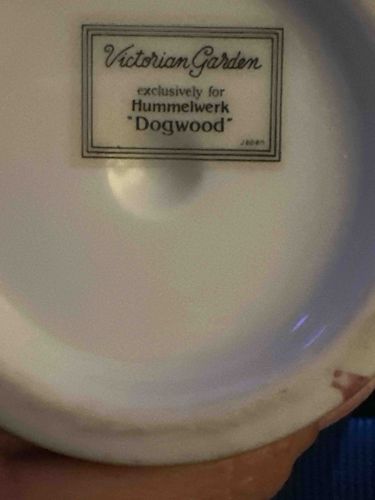 Victorian Garden
exclusively for
Hummelwerk
"Dogwood"
Japan